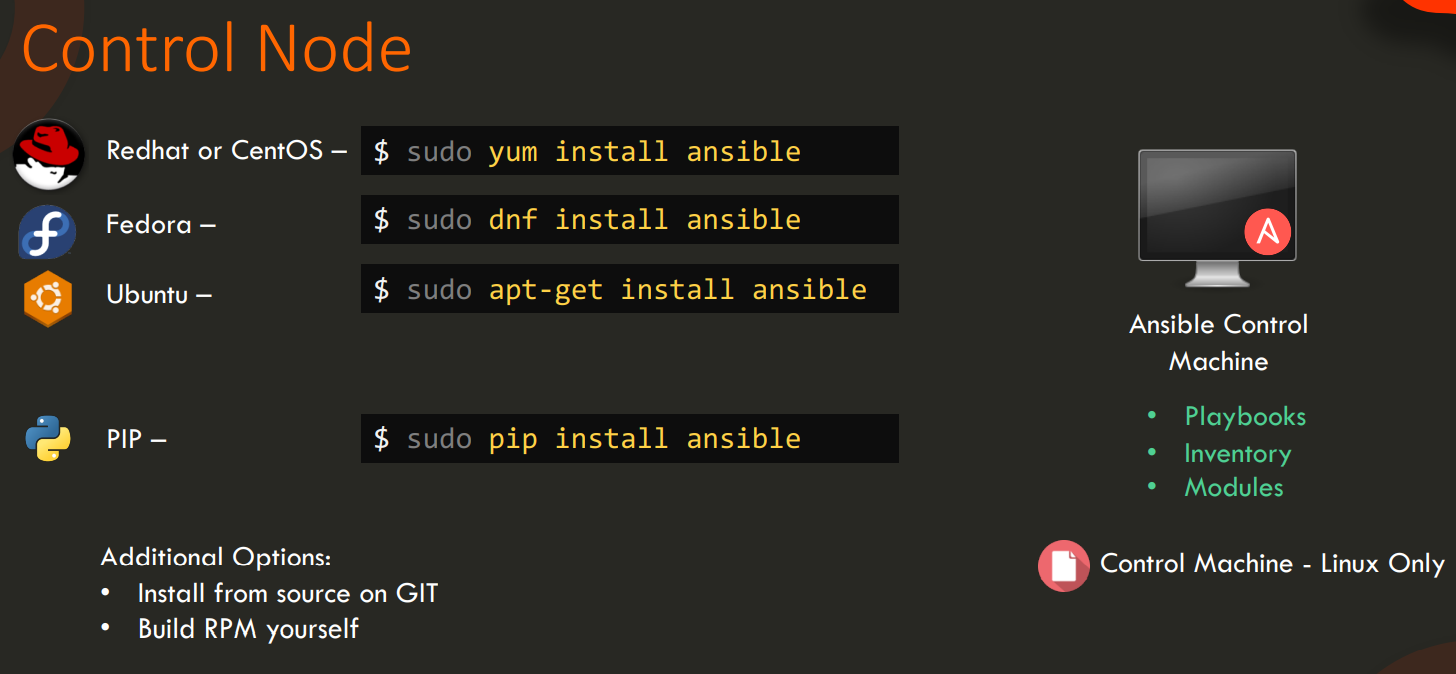 Control Node
Redhat or CentOS –
$ sudo yum install ansible
Fedora –
$ sudo dnf install ansible
Ubuntu –
$ sudo apt-get install ansible
PIP –
$ sudo pip install ansible
Additional Options:
• Install from source on GIT
• Build RPM yourself
Ansible Control
Machine
• Playbooks
• Inventory
• Modules
Control Machine - Linux Only